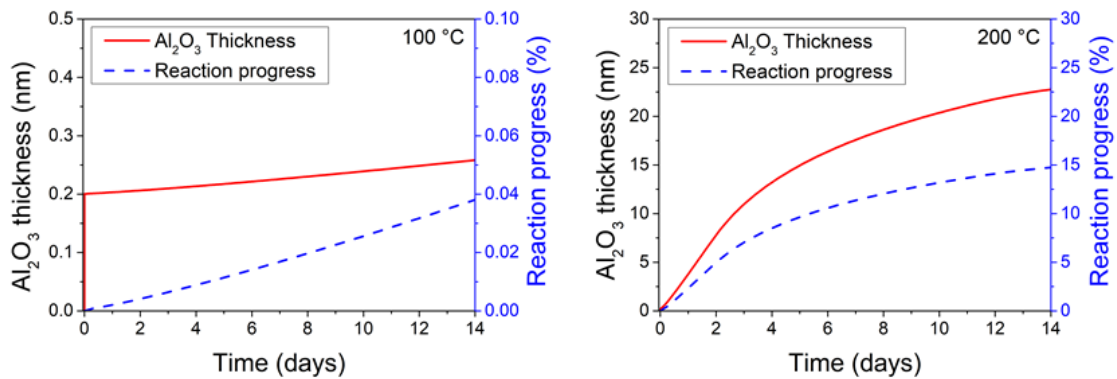 Al₂O₃ Thickness
Reaction progress
100 °C
Al₂O₃ thickness (nm)
0.5
0.4
0.3
0.2
0.1
0.0
Reaction progress (%)
0.10
0.08
0.06
0.04
0.02
0.00
0 2 4 6 8 10 12 14
Time (days)
Al₂O₃ Thickness
Reaction progress
200 °C
Al₂O₃ thickness (nm)
30
25
20
15
10
5
0
Reaction progress (%)
30
25
20
15
10
5
0
0 2 4 6 8 10 12 14
Time (days)